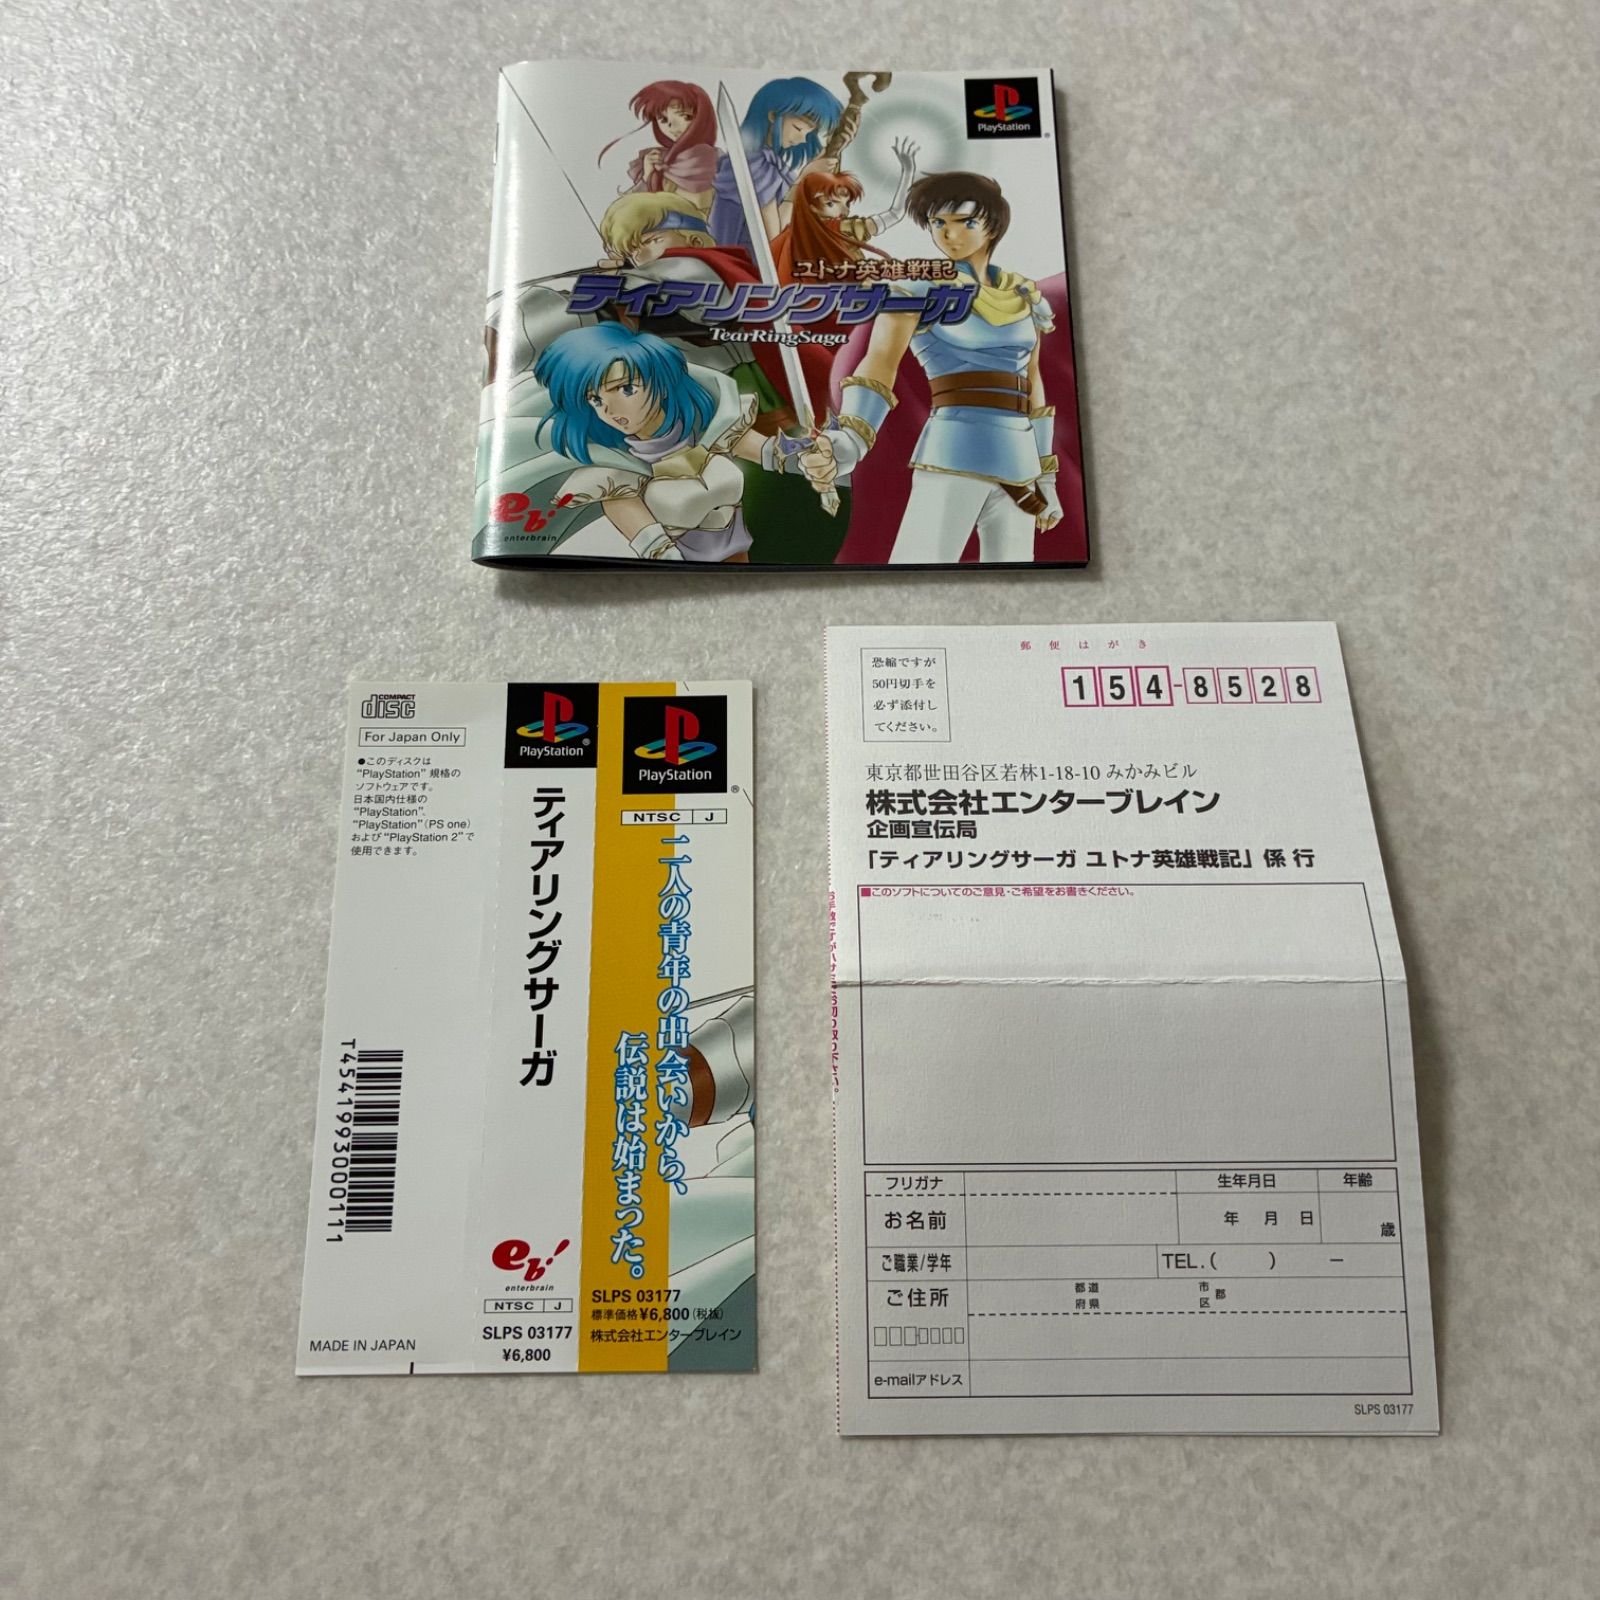 PlayStation
ユトナ英雄戦記
ティアリングサーガ
TearRingSaga
eb!
enterbrain
COMPACT
disc
For Japan Only
●このディスクは
"PlayStation" 規格の
ソフトウェアです。
日本国内仕様の
"PlayStation"、
"PlayStation"(PS one)
および"PlayStation 2"で
使用できます。
T4541993000111
MADE IN JAPAN
PlayStation
ティアリングサーガ
eb!
enterbrain
NTSC J
SLPS 03177
¥6,800
PlayStation
NTSC J
二人の青年の出会いから、
伝説は始まった。
SLPS 03177
標準価格¥6,800(税抜)
株式会社エンターブレイン
郵便はがき
恐縮ですが
50円切手を
必ず添付し
てください。
154-8528
東京都世田谷区若林1-18-10 みかみビル
株式会社エンターブレイン
企画宣伝局
「ティアリングサーガ ユトナ英雄戦記」係 行
■このソフトについてのご意見・ご希望をお書きください。
フリガナ
生年月日
年齢
お名前
年 月 日
歳
ご職業/学年
TEL.( ) −
ご住所
都道
府県
市
区
郡
e-mailアドレス
SLPS 03177